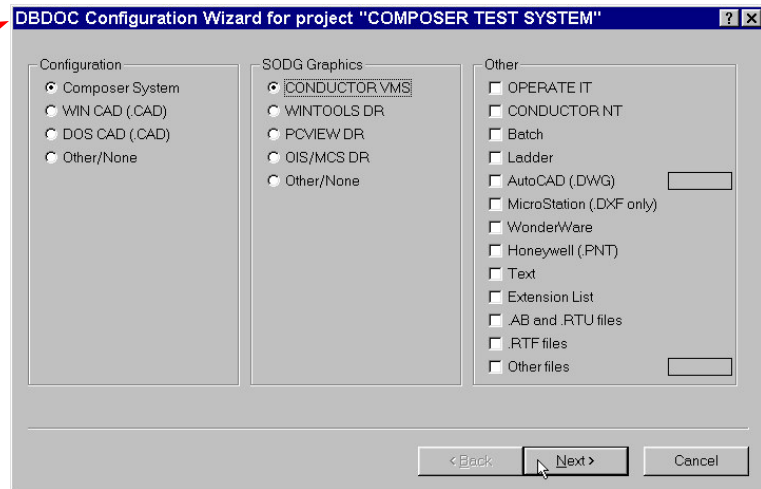 DBDOC Configuration Wizard for project "COMPOSER TEST SYSTEM"
Configuration
Composer System
WIN CAD (.CAD)
DOS CAD (.CAD)
Other/None
SODG Graphics
CONDUCTOR VMS
WINTOOLS DR
PCVIEW DR
OIS/MCS DR
Other/None
Other
OPERATE IT
CONDUCTOR NT
Batch
Ladder
AutoCAD (.DWG)
MicroStation (.DXF only)
WonderWare
Honeywell (.PNT)
Text
Extension List
.AB and .RTU files
.RTF files
Other files
< Back
Next >
Cancel